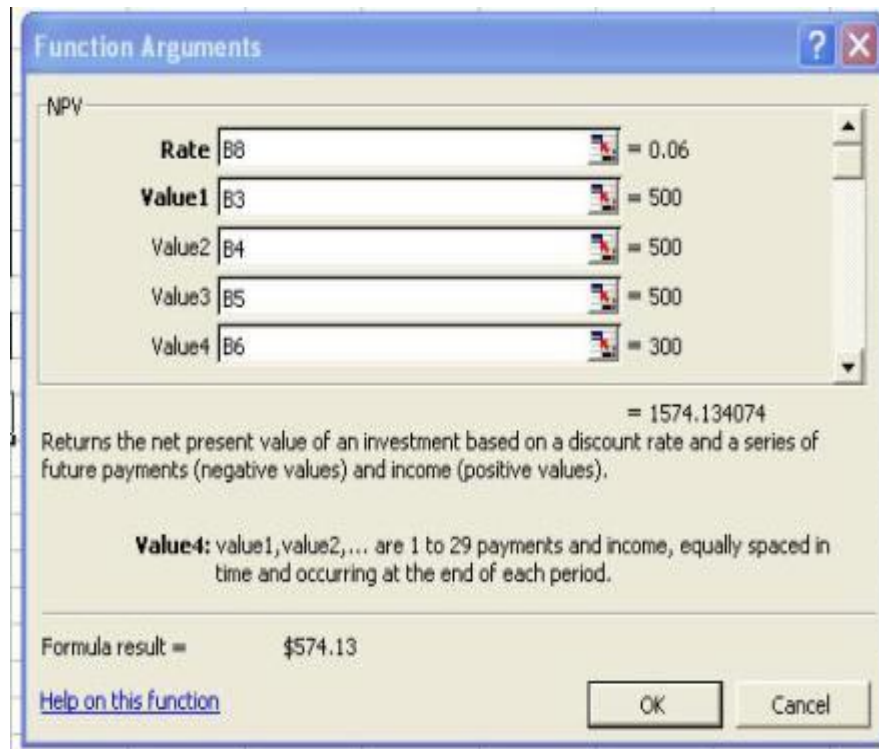 Function Arguments
NPV
Rate B8 = 0.06
Value1 B3 = 500
Value2 B4 = 500
Value3 B5 = 500
Value4 B6 = 300
= 1574.134074
Returns the net present value of an investment based on a discount rate and a series of
future payments (negative values) and income (positive values).
Value4: value1,value2,... are 1 to 29 payments and income, equally spaced in
time and occurring at the end of each period.
Formula result = $574.13
Help on this function
OK Cancel